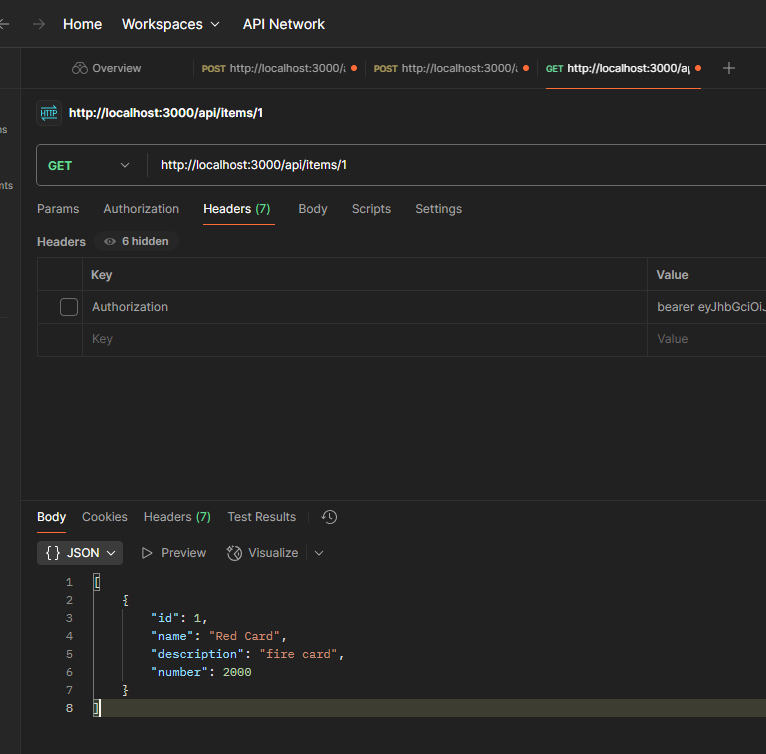 Home Workspaces API Network
Overview POST http://localhost:3000/a POST http://localhost:3000/a GET http://localhost:3000/ap
HTTP http://localhost:3000/api/items/1
GET http://localhost:3000/api/items/1
Params Authorization Headers (7) Body Scripts Settings
Headers 6 hidden
Key Value
Authorization bearer eyJhbGciOiJ
Key Value
Body Cookies Headers (7) Test Results
{} JSON Preview Visualize
1 [
2 {
3 "id": 1,
4 "name": "Red Card",
5 "description": "fire card",
6 "number": 2000
7 }
8 ]